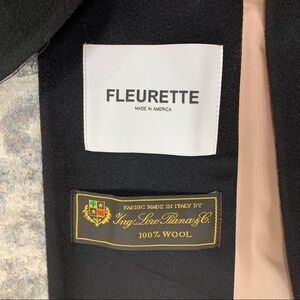 FLEURETTE
MADE IN AMERICA
FABRIC MADE IN ITALY BY
Ing. Loro Piana & C.
100% WOOL